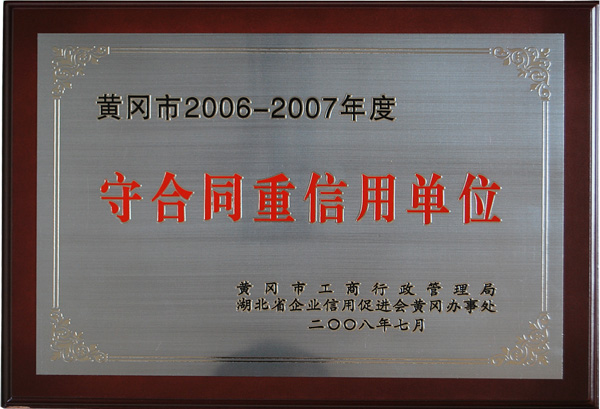 黄冈市2006-2007年度
守合同重信用单位
黄冈市工商行政管理局
湖北省企业信用促进会黄冈办事处
二〇〇八年七月